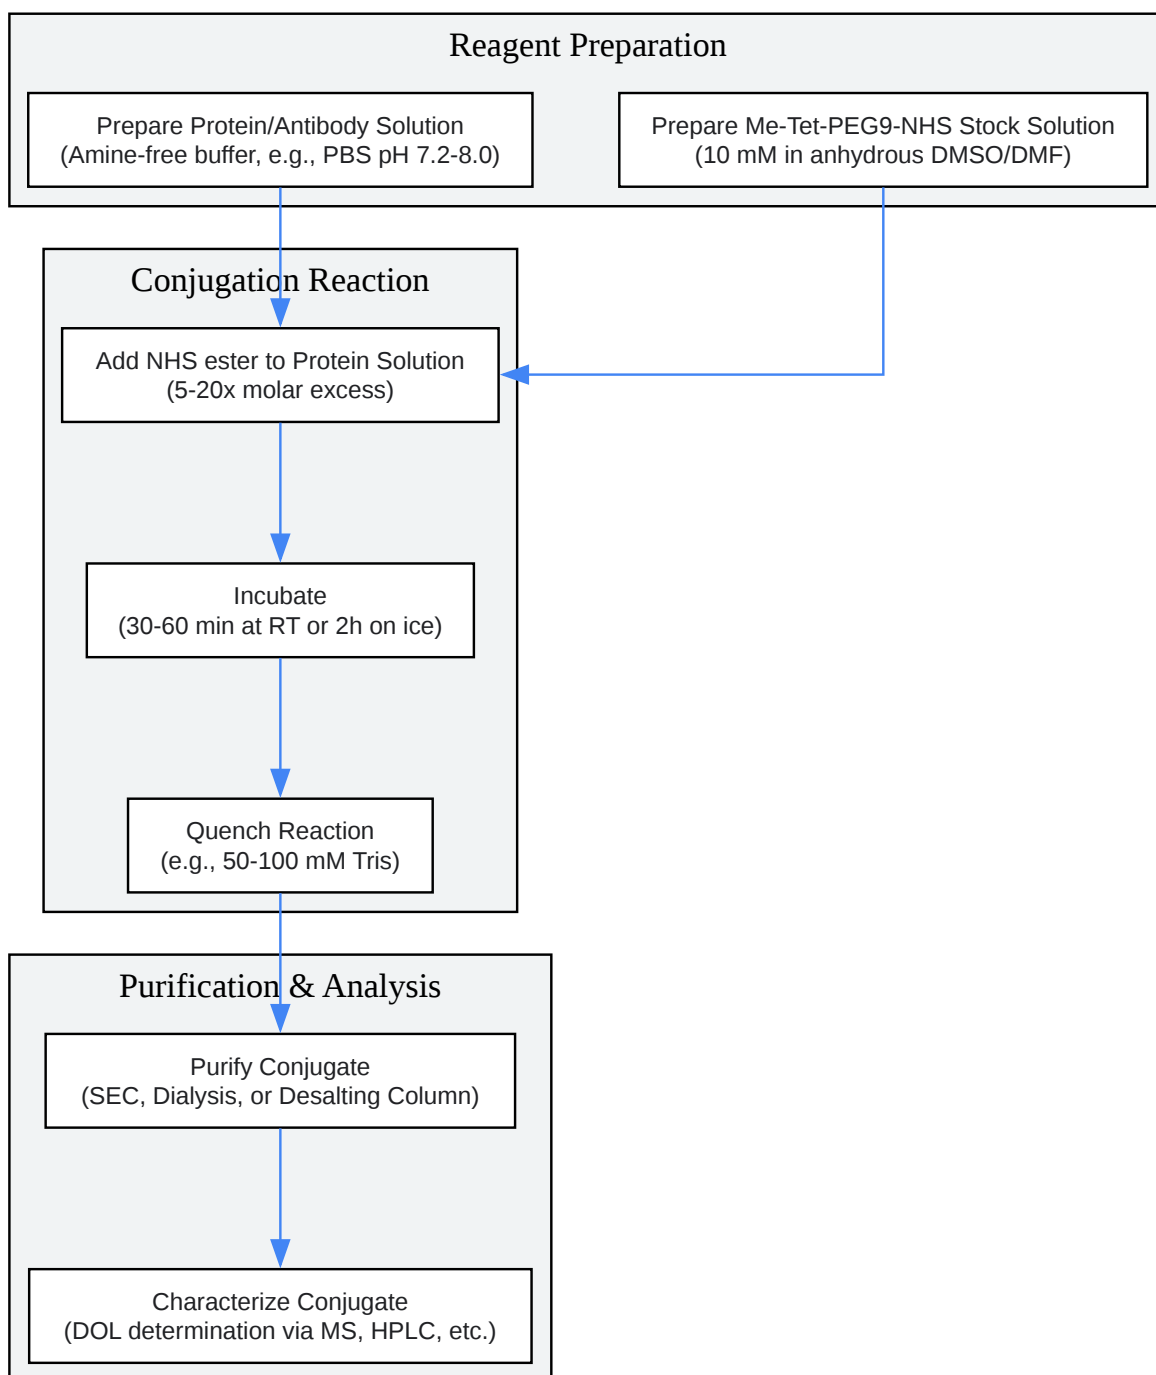 Reagent Preparation
Prepare Protein/Antibody Solution
(Amine-free buffer, e.g., PBS pH 7.2-8.0)
Prepare Me-Tet-PEG9-NHS Stock Solution
(10 mM in anhydrous DMSO/DMF)
Conjugation Reaction
Add NHS ester to Protein Solution
(5-20x molar excess)
Incubate
(30-60 min at RT or 2h on ice)
Quench Reaction
(e.g., 50-100 mM Tris)
Purification & Analysis
Purify Conjugate
(SEC, Dialysis, or Desalting Column)
Characterize Conjugate
(DOL determination via MS, HPLC, etc.)